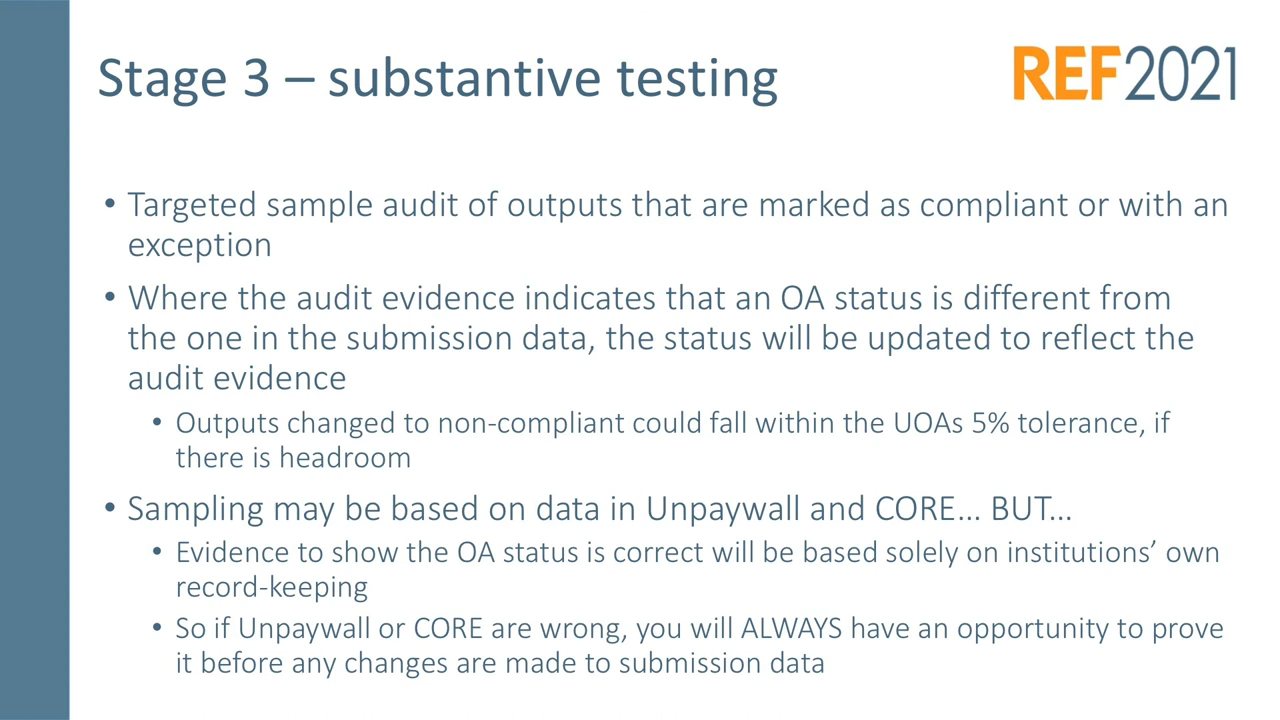 Stage 3 – substantive testing
REF2021
• Targeted sample audit of outputs that are marked as compliant or with an
exception
• Where the audit evidence indicates that an OA status is different from
the one in the submission data, the status will be updated to reflect the
audit evidence
• Outputs changed to non-compliant could fall within the UOAs 5% tolerance, if
there is headroom
• Sampling may be based on data in Unpaywall and CORE... BUT...
• Evidence to show the OA status is correct will be based solely on institutions’ own
record-keeping
• So if Unpaywall or CORE are wrong, you will ALWAYS have an opportunity to prove
it before any changes are made to submission data